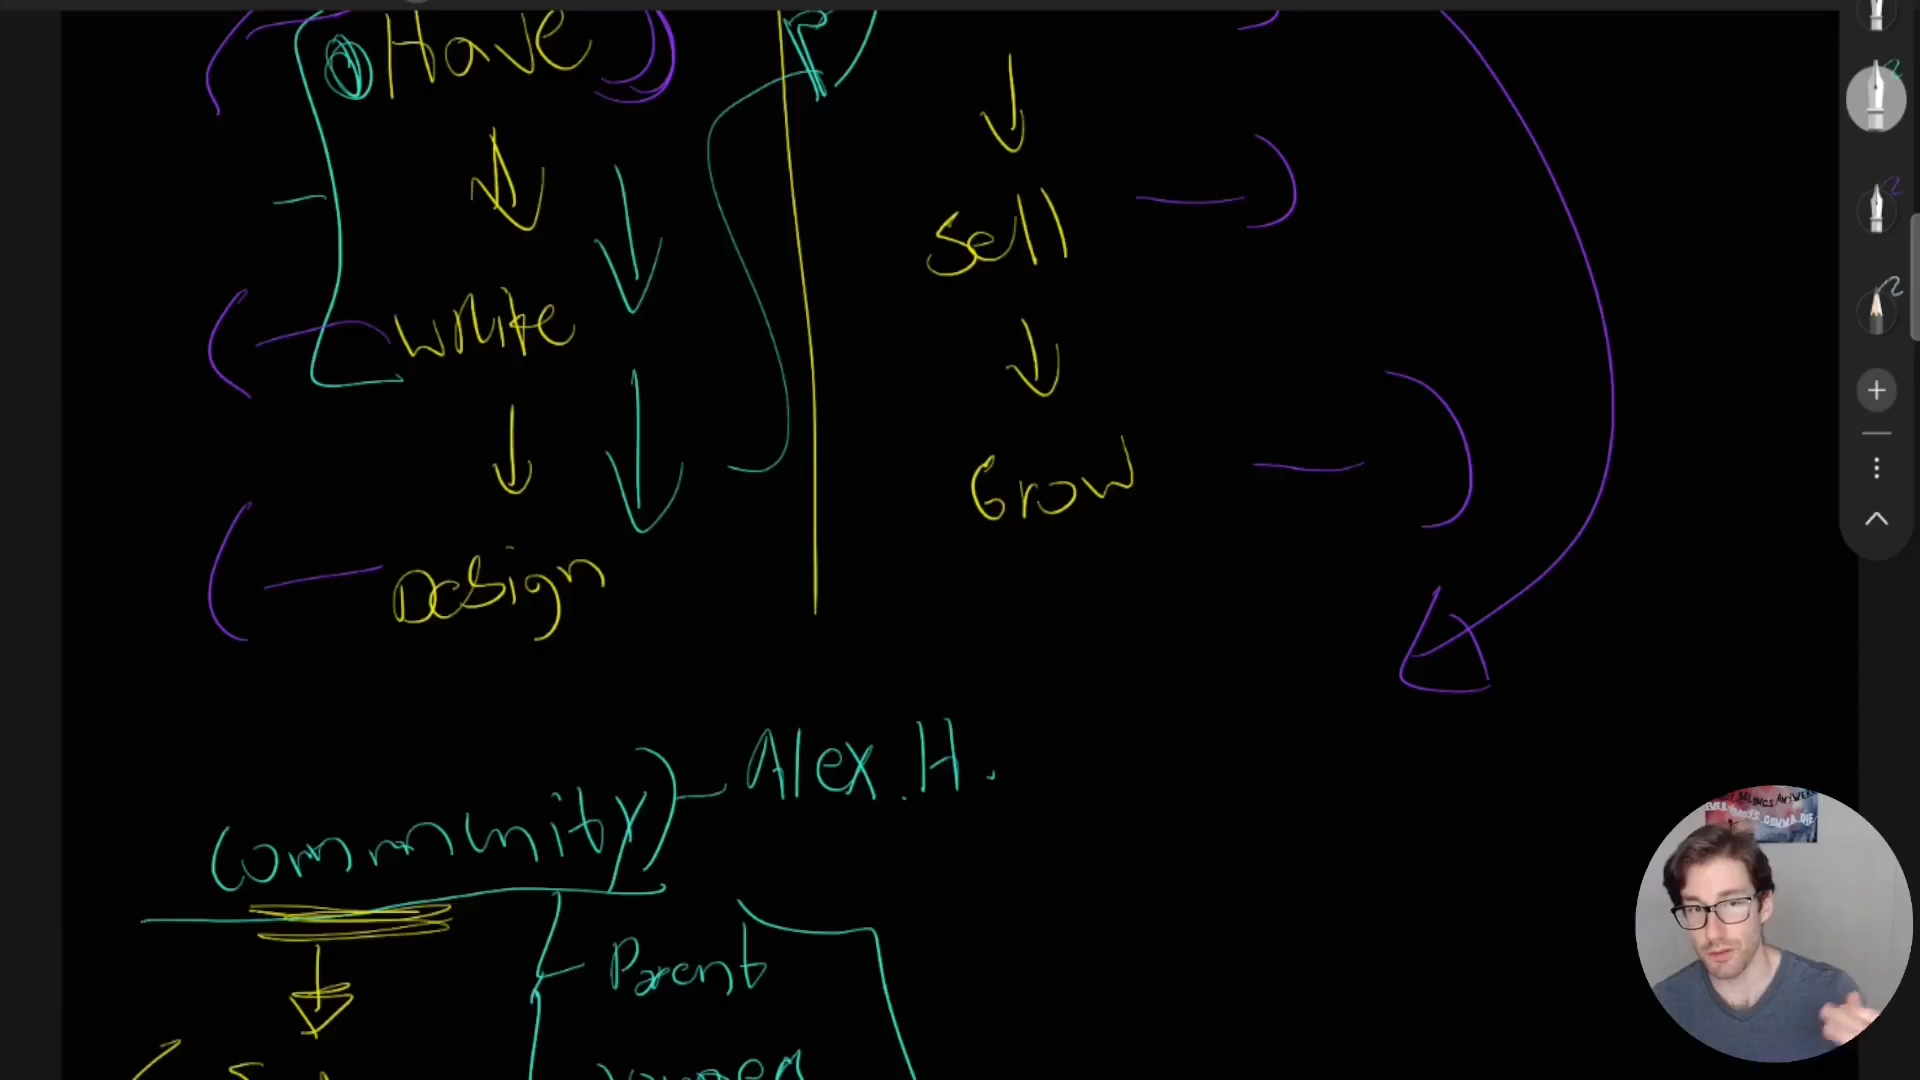 Have
Write
Design
P
Sell
Grow
Community
Alex.H.
Parent